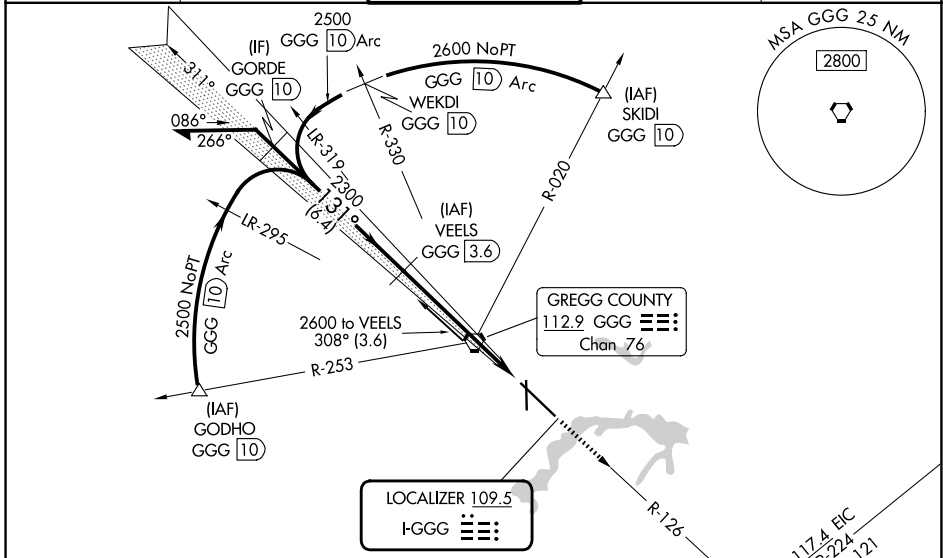 2500
GGG 10 Arc
(IF)
GORDE
GGG 10
2600 NoPT
GGG 10 Arc
WEKDI
GGG 10
(IAF)
SKIDI
GGG 10
MSA GGG 25 NM
2800
311°
086°
266°
LR-319
R-330
R-020
2300
131°
(6.4)
(IAF)
VEELS
GGG 3.6
LR-295
2500 NoPT
GGG 10 Arc
2600 to VEELS
308° (3.6)
R-253
GREGG COUNTY
112.9 GGG
Chan 76
(IAF)
GODHO
GGG 10
LOCALIZER 109.5
I-GGG
R-126
117.4 EIC
R-224
121